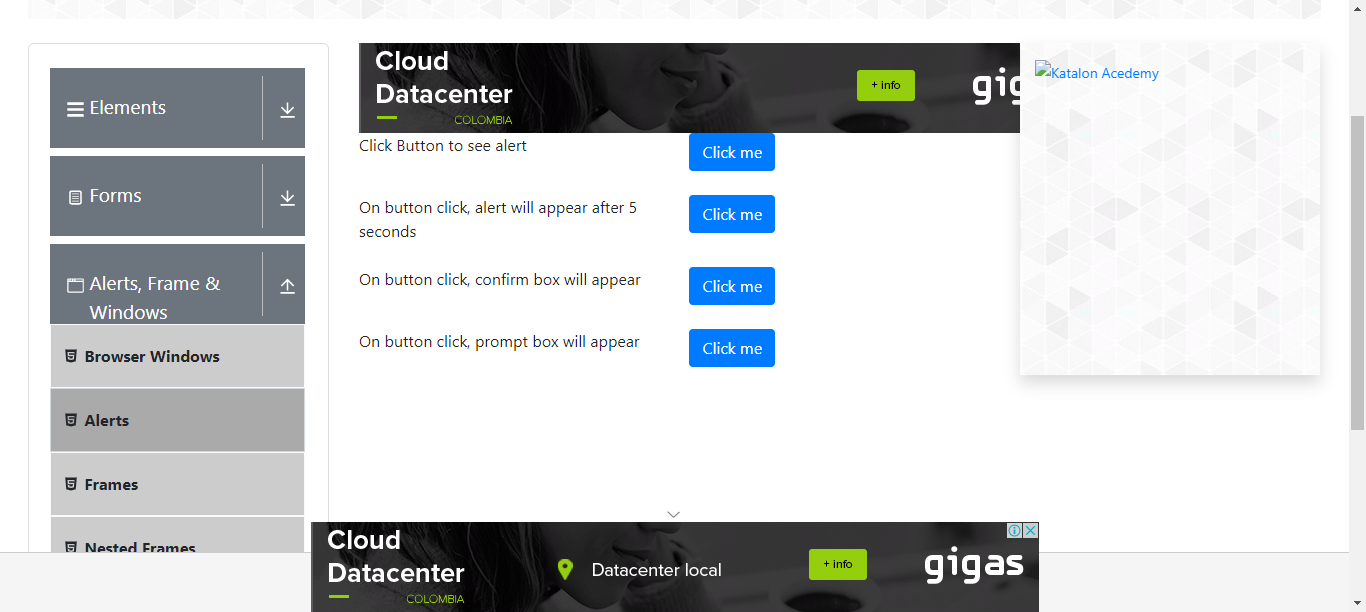 Elements
Forms
Alerts, Frame &
Windows
Browser Windows
Alerts
Frames
Nested Frames
Cloud
Datacenter
COLOMBIA
+ info
gig
Click Button to see alert
Click me
On button click, alert will appear after 5
seconds
Click me
On button click, confirm box will appear
Click me
On button click, prompt box will appear
Click me
Katalon Acedemy
Cloud
Datacenter
COLOMBIA
Datacenter local
+ info
gigas